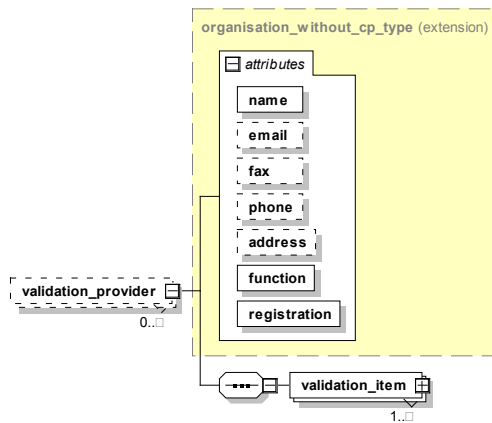 organisation_without_cp_type (extension)
attributes
name
email
fax
phone
address
function
registration
validation_provider
0..□
validation_item
1..□